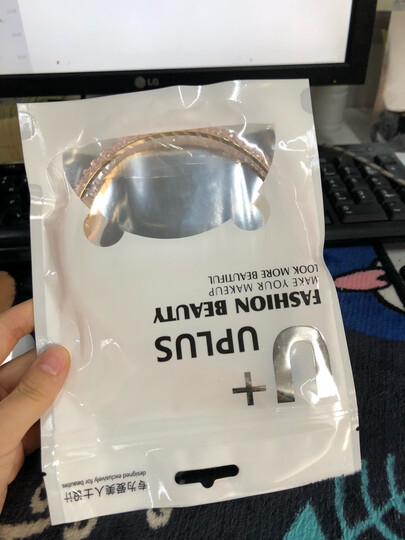 专为爱美人士设计
designed exclusively for beauties
U+
UPLUS
FASHION BEAUTY
MAKE YOUR MAKEUP
LOOK MORE BEAUTIFUL
LG